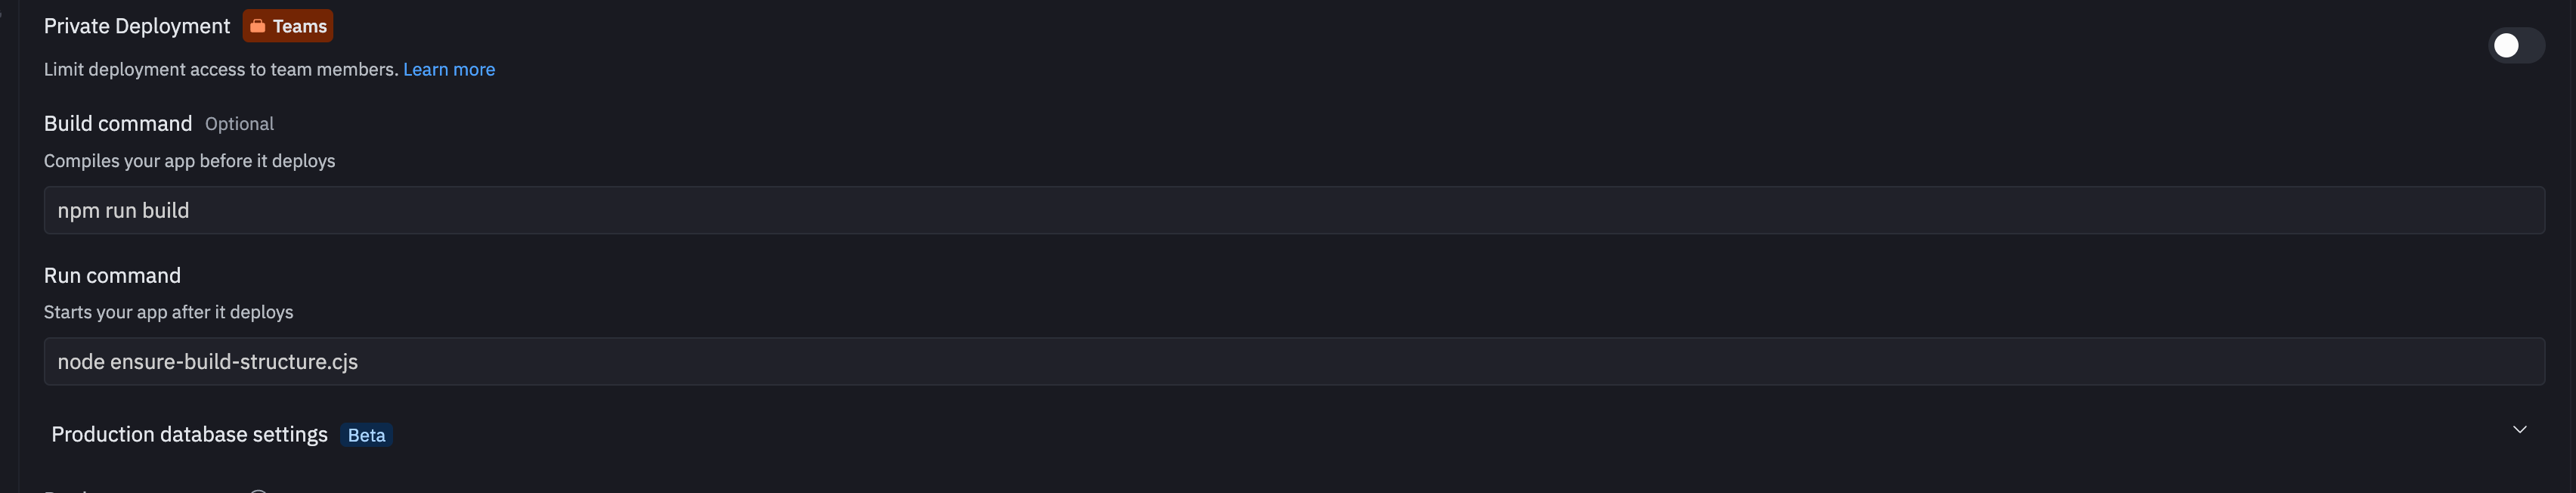 Private Deployment Teams
Limit deployment access to team members. Learn more
Build command Optional
Compiles your app before it deploys
npm run build
Run command
Starts your app after it deploys
node ensure-build-structure.cjs
Production database settings Beta